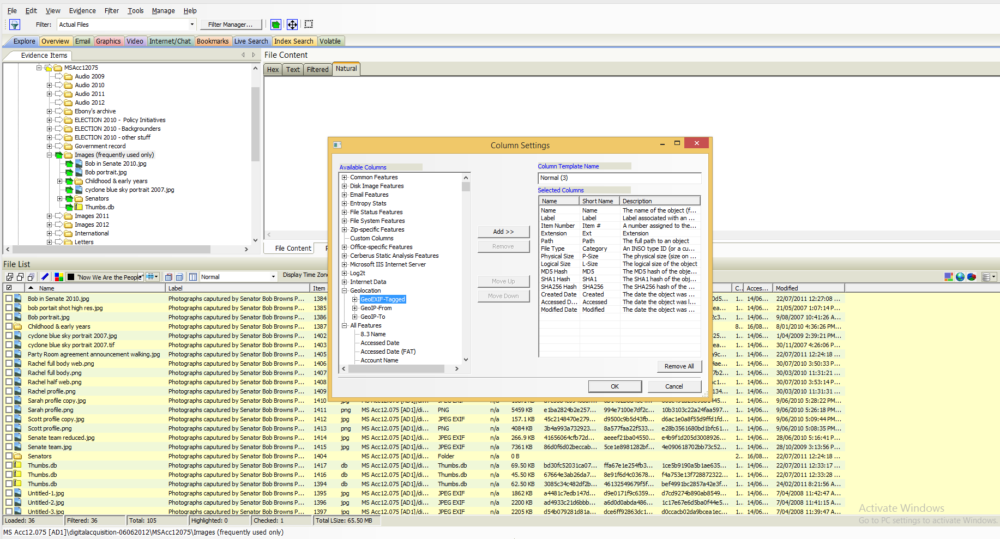 File Edit View Evidence Filter Tools Manage Help
Filter: Actual Files Filter Manager...
Explore Overview Email Graphics Video Internet/Chat Bookmarks Live Search Index Search Volatile
Evidence Items
MSAcc12075
Audio 2009
Audio 2010
Audio 2011
Audio 2012
Ebony's archive
ELECTION 2010 - Policy Initiatives
ELECTION 2010 - Backgrounders
ELECTION 2010 - other stuff
Government record
Images (frequently used only)
Bob in Senate 2010.jpg
Bob portrait.jpg
Childhood & early years
cyclone blue sky portrait 2007.jpg
Senators
Thumbs.db
Images 2011
Images 2012
International
Letters
File Content
Hex Text Filtered Natural
File Content
Column Settings
Available Columns
Common Features
Disk Image Features
Email Features
Entropy Stats
File Status Features
File System Features
Zip-specific Features
Custom Columns
Office-specific Features
Cerberus Static Analysis Features
Microsoft IIS Internet Server
Log2t
Internet Data
Geolocation
GeoEXIF-Tagged
GeoIP-From
GeoIP-To
All Features
8.3 Name
Accessed Date
Accessed Date (FAT)
Account Name
Add >>
Remove
Move Up
Move Down
Column Template Name
Normal (3)
Selected Columns
Name Short Name Description
Name Name The name of the object (f...
Label Label Label associated with an ...
Item Number Item # A number assigned to the...
Extension Ext Extension
Path Path The full path to an object
File Type Category An INSO type ID (or a cu...
Physical Size P-Size The physical size (size on ...
Logical Size L-Size The logical size of the object
MD5 Hash MD5 The MD5 hash of the obje...
SHA1 Hash SHA1 The SHA1 hash of the obj...
SHA256 Hash SHA256 The SHA256 hash of the ...
Created Date Created The date the object was ...
Accessed D... Accessed The date the object was l...
Modified Date Modified The date the object was ...
Remove All
OK Cancel
File List
"Now We Are the People" Normal Display Time Zon
Name Label Item C.. Acces... Modified
Bob in Senate 2010.jpg Photographs caputured by Senator Bob Browns P... 1384 0d5... 1... 14/06... 22/07/2011 12:27:08 ...
bob portait shot high res.jpg Photographs caputured by Senator Bob Browns P... 1385 ea... 1... 14/06... 21/05/2007 1:07:14 P...
Bob portrait.jpg Photographs caputured by Senator Bob Browns P... 1386 2c3... 1... 14/06... 9/08/2007 10:41:26 A...
Childhood & early years Photographs caputured by Senator Bob Browns P... 1387 8... 16/08... 8/01/2010 4:36:26 PM...
cyclone blue sky portrait 2007.jpg Photographs caputured by Senator Bob Browns P... 1402 25... 1... 14/06... 1/04/2009 2:39:21 PM...
cyclone blue sky portrait 2007.tif Photographs caputured by Senator Bob Browns P... 1403 ea... 1... 14/06... 30/11/2007 4:26:06 P...
Party Room agreement announcement walking.jpg Photographs caputured by Senator Bob Browns P... 1405 a9c... 1... 14/06... 22/07/2011 12:24:18 ...
Rachel full body web.png Photographs caputured by Senator Bob Browns P... 1406 4ae... 1... 14/06... 30/07/2010 3:50:33 P...
Rachel full body.png Photographs caputured by Senator Bob Browns P... 1407 7b2... 1... 14/06... 30/03/2010 11:31:21 ...
Rachel half web.png Photographs caputured by Senator Bob Browns P... 1408 ac1... 1... 14/06... 30/07/2010 3:53:14 P...
Rachel profile.png Photographs caputured by Senator Bob Browns P... 1409 134... 1... 14/06... 30/03/2010 11:31:31 ...
Sarah profile copy.jpg Photographs caputured by Senator Bob Browns P... 1410 jpg MS Acc12.075 [AD1]/di... JPEG EXIF n/a 1... 14/06... 9/06/2010 5:28:22 PM...
Sarah profile.png Photographs caputured by Senator Bob Browns P... 1411 png MS Acc12.075 [AD1]/di... PNG n/a 5459 KB e1ba2824b2e257... 994e7100e7df2c... 10b3103c22a24faa597... 1... 14/06... 9/06/2010 5:26:18 PM...
Scott profile copy.jpg Photographs caputured by Senator Bob Browns P... 1412 jpg MS Acc12.075 [AD1]/di... JPEG EXIF n/a 157.1 KB 45c2148470e279... d9500c9b5d43fb... d6ac1e0a8f55d9ffd1fd... 1... 14/06... 9/06/2010 5:09:44 PM...
Scott profile.png Photographs caputured by Senator Bob Browns P... 1413 png MS Acc12.075 [AD1]/di... PNG n/a 4084 KB 3b4a993a732923... 8a577faa22f533... e28b3561680bd1bfc61... 1... 14/06... 9/06/2010 5:08:35 PM...
Senate team reduced.jpg Photographs caputured by Senator Bob Browns P... 1414 jpg MS Acc12.075 [AD1]/di... JPEG EXIF n/a 266.9 KB 41656064cfb72d... aeeef21ba04550... e4b9f1d205d3008926... 1... 14/06... 28/06/2010 5:16:41 P...
Senate team.jpg Photographs caputured by Senator Bob Browns P... 1415 jpg MS Acc12.075 [AD1]/di... JPEG EXIF n/a 7361 KB 86d0f6d02beccab... 5ce1e8981282bf... 4e090618702bb73c52... 1... 14/06... 28/10/2009 3:13:56 P...
Senators Photographs caputured by Senator Bob Browns P... 1404 MS Acc12.075 [AD1]/di... Folder n/a 0 B 2... 16/08... 22/07/2011 12:24:18 ...
Thumbs.db Photographs caputured by Senator Bob Browns P... 1417 db MS Acc12.075 [AD1]/di... Thumbs.db n/a 69.50 KB bd30fc52031ca07... ffa67e1e254fb3... 1ce5b9190a5b1ae635... 1... 14/06... 22/07/2011 12:33:17 ...
Thumbs.db Photographs caputured by Senator Bob Browns P... 1416 db MS Acc12.075 [AD1]/di... Thumbs.db n/a 45.50 KB 67664e3ab26da7... 8e91f6d4c03678... f4a753e13f728872322... 1... 14/06... 22/07/2011 12:33:28 ...
Thumbs.db Photographs caputured by Senator Bob Browns P... 1394 db MS Acc12.075 [AD1]/di... Thumbs.db n/a 62.50 KB 3085c34c482df2b... 46132549679f5f... bef4991bc2857a42e3f... 1... 14/06... 24/02/2011 8:21:56 A...
Untitled-1.jpg Photographs caputured by Senator Bob Browns P... 1395 jpg MS Acc12.075 [AD1]/di... JPEG EXIF n/a 1862 KB a4481c7edb147d... d9e0171f9c6359... d7cd9274b890ab8549... 1... 14/06... 7/04/2008 11:42:47 A...
Untitled-2.jpg Photographs caputured by Senator Bob Browns P... 1396 jpg MS Acc12.075 [AD1]/di... JPEG EXIF n/a 2200 KB ad4933c21d6bbb... a6d0d0abda486... 1c17e67e6d5ba0f44e5... 1... 14/06... 7/04/2008 11:41:15 A...
Untitled-3.jpg Photographs caputured by Senator Bob Browns P... 1397 jpg MS Acc12.075 [AD1]/di... JPEG EXIF n/a 2205 KB d54b079281d81a... dce6ff92863dc1... d0ccacb02da9bcea1ec... 1... 14/06... 7/04/2008 11:39:47 A...
Activate Windows
Go to PC settings to activate Windows.
Loaded: 36 Filtered: 36 Total: 105 Highlighted: 0 Checked: 1 Total LSize: 65.50 MB
MS Acc12.075 [AD1]\digitalacquisition-06062012\MSAcc12075\Images (frequently used only)